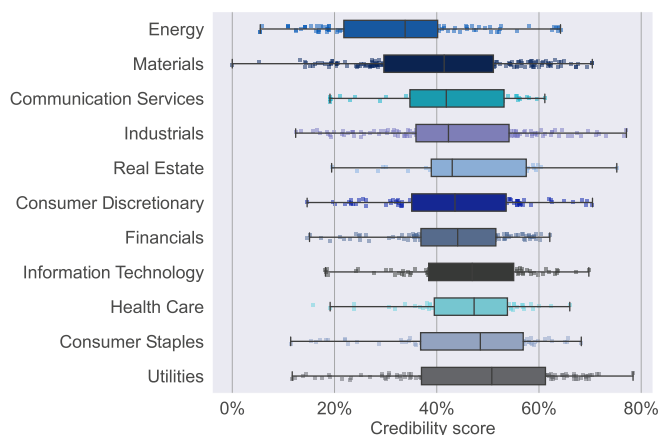 Energy
Materials
Communication Services
Industrials
Real Estate
Consumer Discretionary
Financials
Information Technology
Health Care
Consumer Staples
Utilities
0% 20% 40% 60% 80%
Credibility score